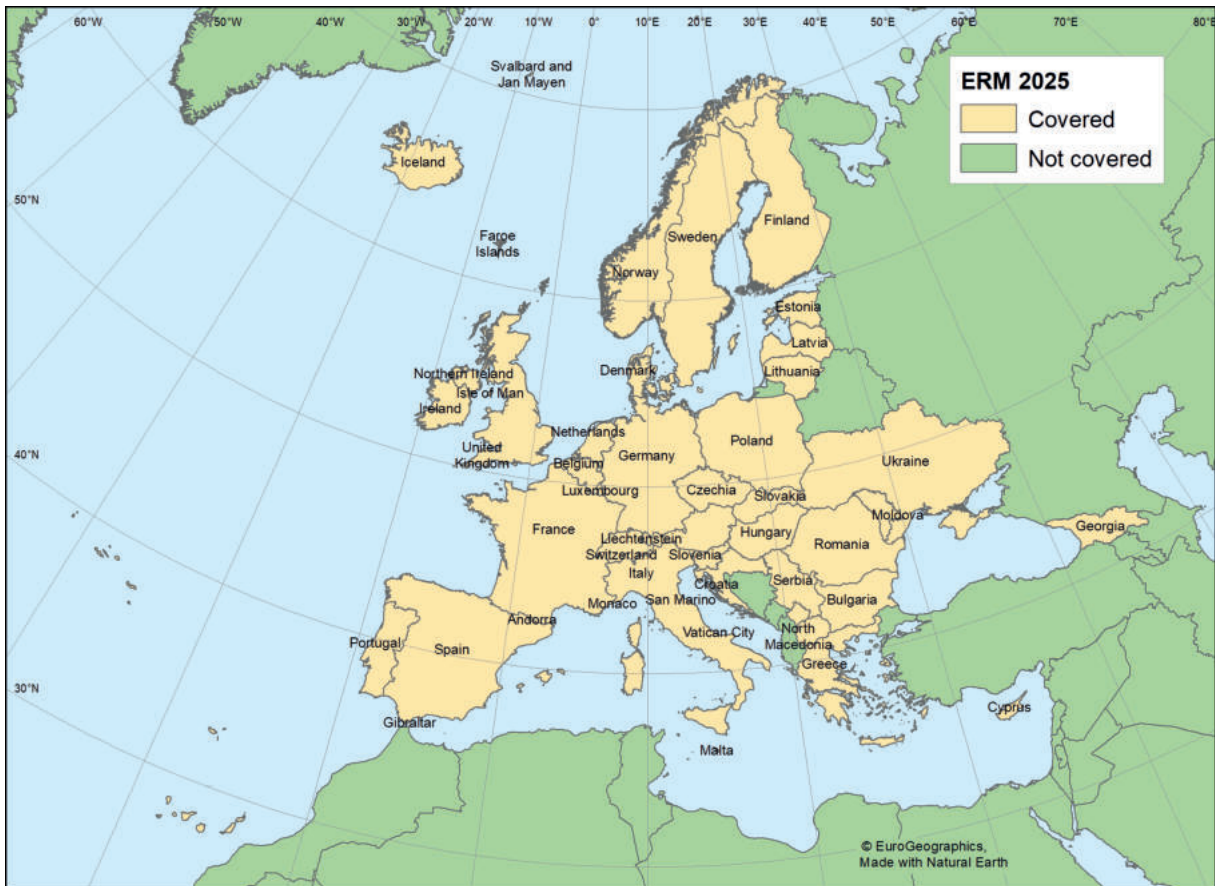 60°W
50°W
40°W
30°W
20°W
10°W
0°
10°E
20°E
30°E
40°E
50°E
60°E
70°E
80°E
ERM 2025
Covered
Not covered
50°N
40°N
30°N
Svalbard and
Jan Mayen
Iceland
Faroe
Islands
Finland
Sweden
Norway
Estonia
Latvia
Lithuania
Denmark
Northern Ireland
Isle of Man
Ireland
United
Kingdom
Netherlands
Belgium
Luxembourg
Germany
Poland
Ukraine
Czechia
Slovakia
France
Liechtenstein
Switzerland
Slovenia
Hungary
Moldova
Romania
Georgia
Italy
Croatia
Serbia
Bulgaria
Monaco
San Marino
Andorra
Vatican City
North
Macedonia
Portugal
Spain
Greece
Gibraltar
Cyprus
Malta
© EuroGeographics,
Made with Natural Earth